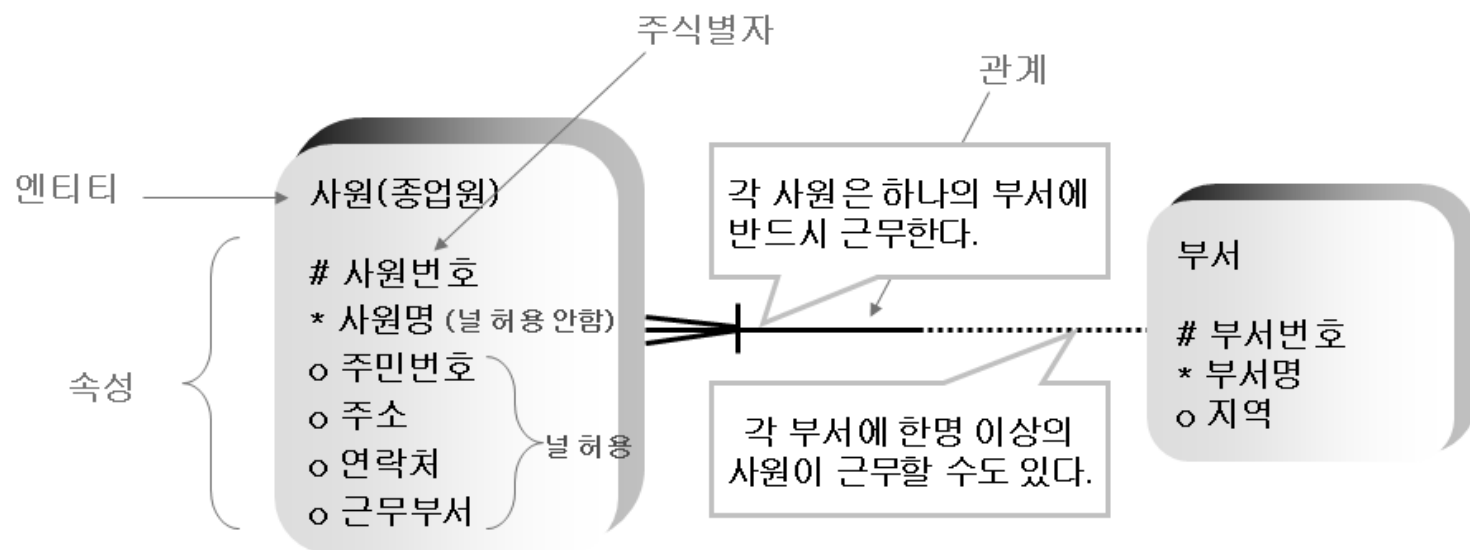 주식별자
관계
엔티티
사원(종업원)
# 사원번호
* 사원명 (널 허용 안함)
o 주민번호
o 주소
o 연락처
o 근무부서
속성
널 허용
각 사원은 하나의 부서에
반드시 근무한다.
각 부서에 한명 이상의
사원이 근무할 수도 있다.
부서
# 부서번호
* 부서명
o 지역